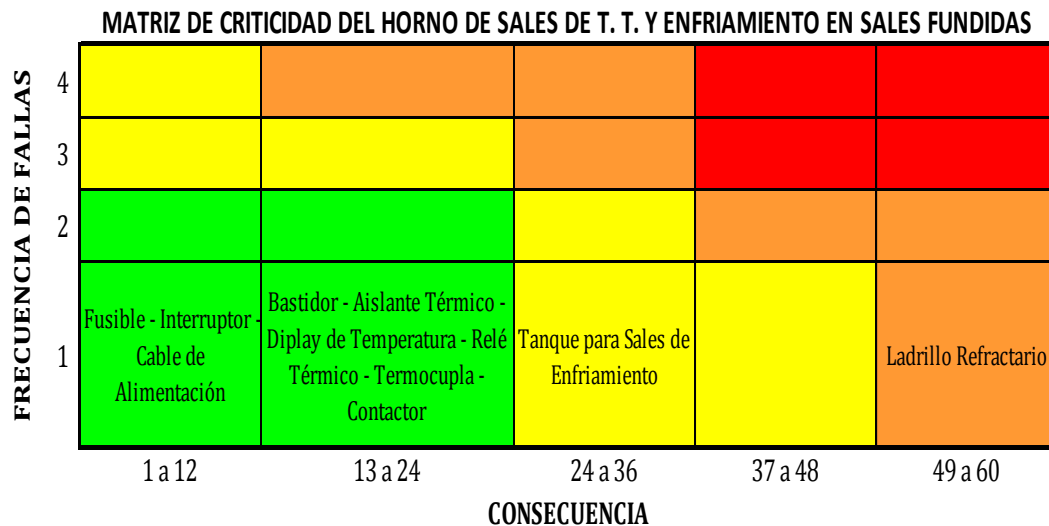 MATRIZ DE CRITICIDAD DEL HORNO DE SALES DE T. T. Y ENFRIAMIENTO EN SALES FUNDIDAS
FRECUENCIA DE FALLAS
4
3
2
1
Fusible - Interruptor -
Cable de
Alimentación
Bastidor - Aislante Térmico -
Diplay de Temperatura - Relé
Térmico - Termocupla -
Contactor
Tanque para Sales de
Enfriamiento
Ladrillo Refractario
1 a 12
13 a 24
24 a 36
37 a 48
49 a 60
CONSECUENCIA